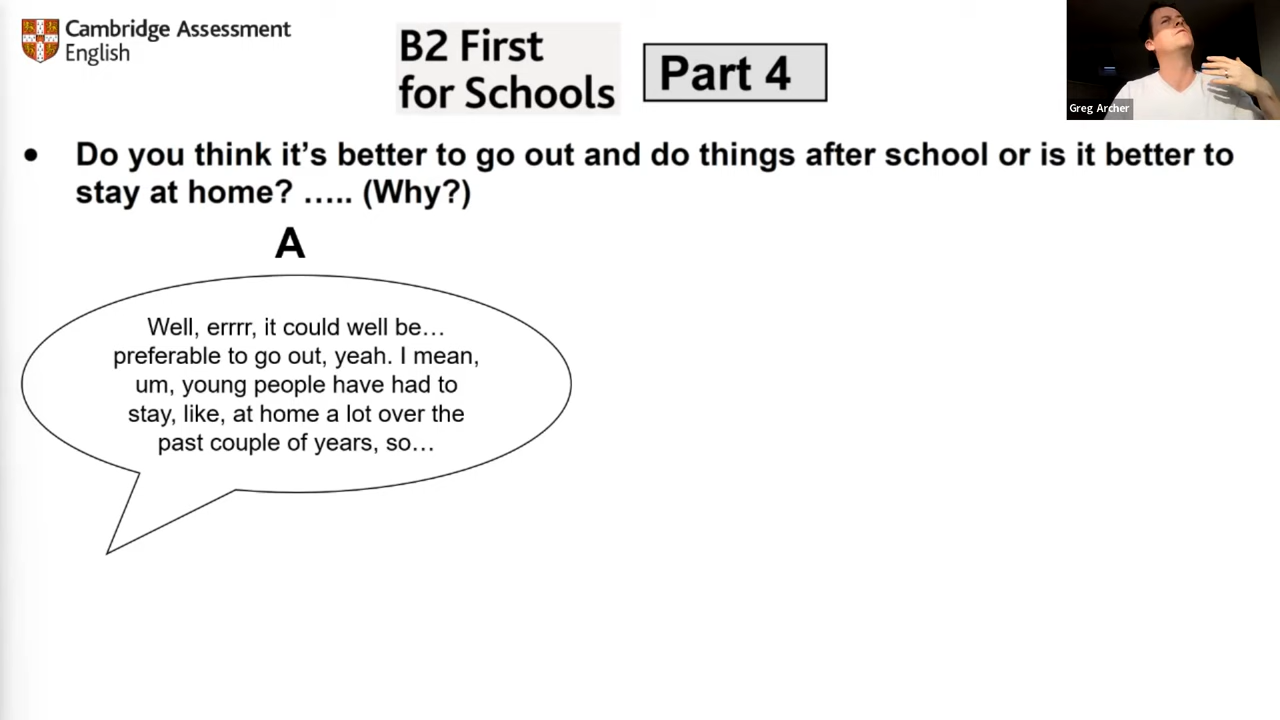 Cambridge Assessment
English
B2 First
for Schools
Part 4
Greg Archer
• Do you think it’s better to go out and do things after school or is it better to
stay at home? ….. (Why?)
A
Well, errrr, it could well be…
preferable to go out, yeah. I mean,
um, young people have had to
stay, like, at home a lot over the
past couple of years, so…